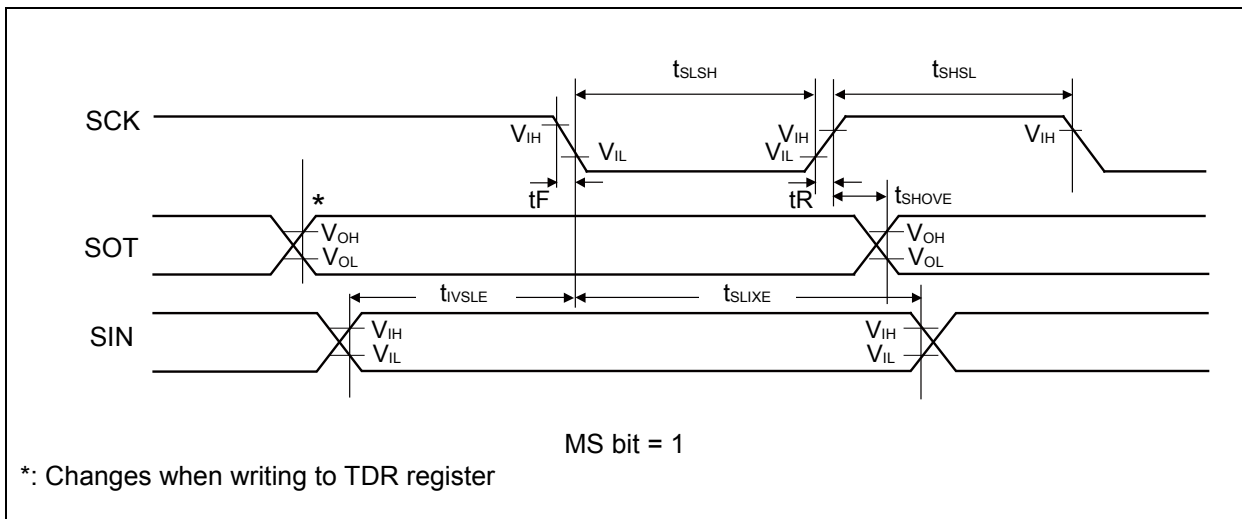 tSLSH tSHSL
SCK VIH VIL VIH VIL VIH
tF tR tSHOVE
*
SOT VOH VOL VOH VOL
tIVSLE tSLIXE
SIN VIH VIL VIH VIL
MS bit = 1
*: Changes when writing to TDR register